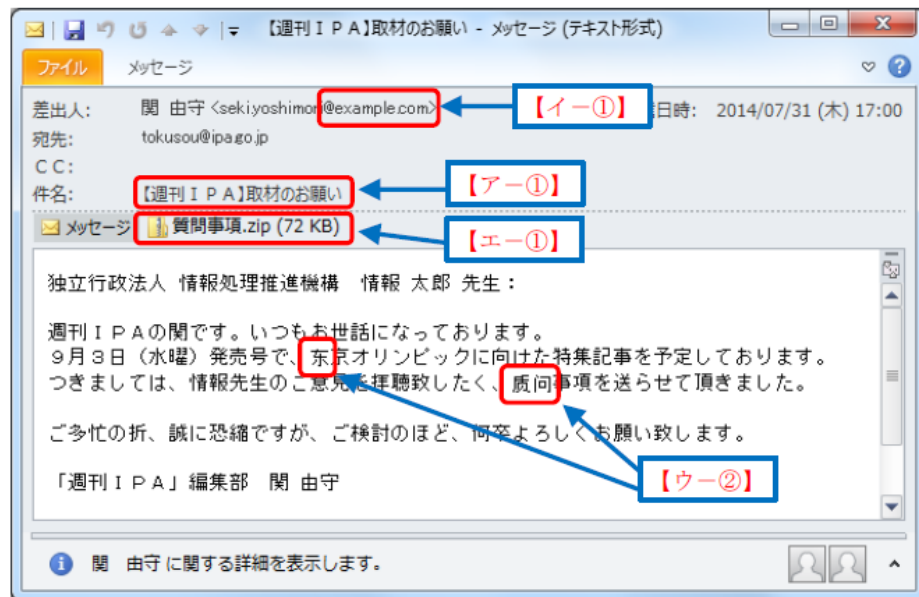 【週刊ＩＰＡ】取材のお願い - メッセージ (テキスト形式)
ファイル メッセージ
差出人: 関 由守 <seki.yoshimori@example.com> 【イー①】 日時: 2014/07/31 (木) 17:00
宛先: tokusou@ipa.go.jp
ＣＣ:
件名: 【週刊ＩＰＡ】取材のお願い 【アー①】
メッセージ 質問事項.zip (72 KB) 【エー①】
独立行政法人 情報処理推進機構 情報 太郎 先生：
週刊ＩＰＡの関です。いつもお世話になっております。
９月３日（水曜）発売号で、东京オリンピックに向けた特集記事を予定しております。
つきましては、情報先生のご意見を拝聴致したく、质问事項を送らせて頂きました。
ご多忙の折、誠に恐縮ですが、ご検討のほど、何卒よろしくお願い致します。
「週刊ＩＰＡ」編集部 関 由守 【ウー②】
関 由守 に関する詳細を表示します。